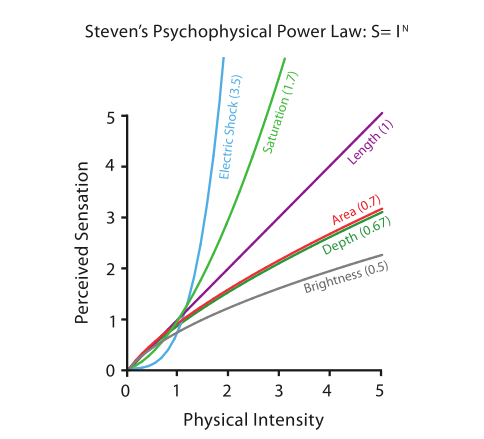 Steven's Psychophysical Power Law: S= Iᴺ
Electric Shock (3.5)
Saturation (1.7)
Length (1)
Area (0.7)
Depth (0.67)
Brightness (0.5)
Perceived Sensation
5
4
3
2
1
0
0 1 2 3 4 5
Physical Intensity